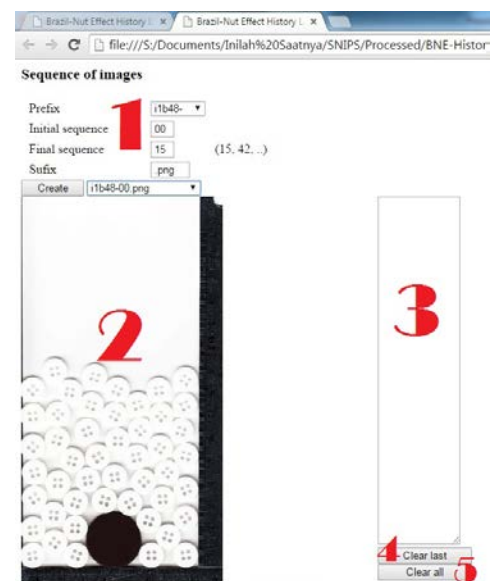 Brazil-Nut Effect History L
Brazil-Nut Effect History L
file:///S:/Documents/Inilah%20Saatnya/SNIPS/Processed/BNE-Histor
Sequence of images
Prefix i1b48-
Initial sequence 00
Final sequence 15 (15, 42, ..)
Sufix .png
Create i1b48-00.png
1
2
3
4
Clear last
Clear all
5